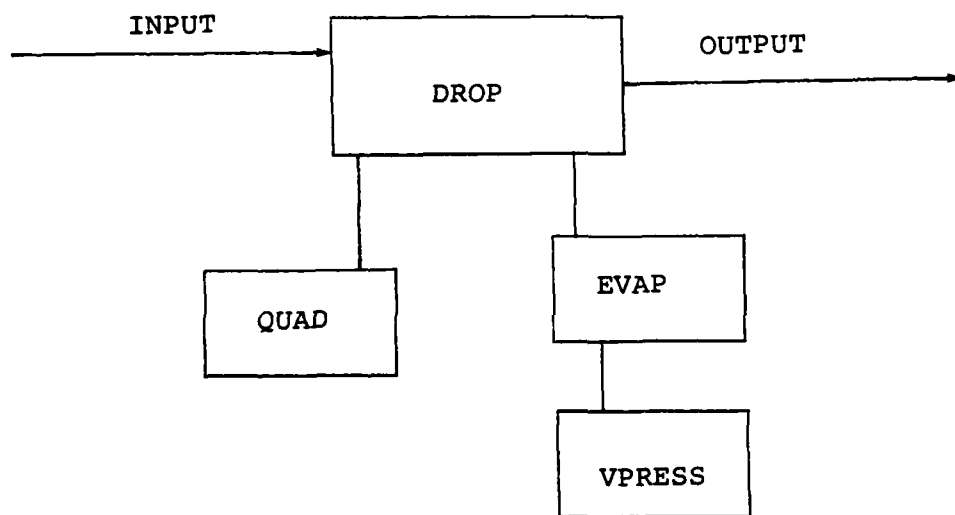 INPUT
OUTPUT
DROP
QUAD
EVAP
VPRESS